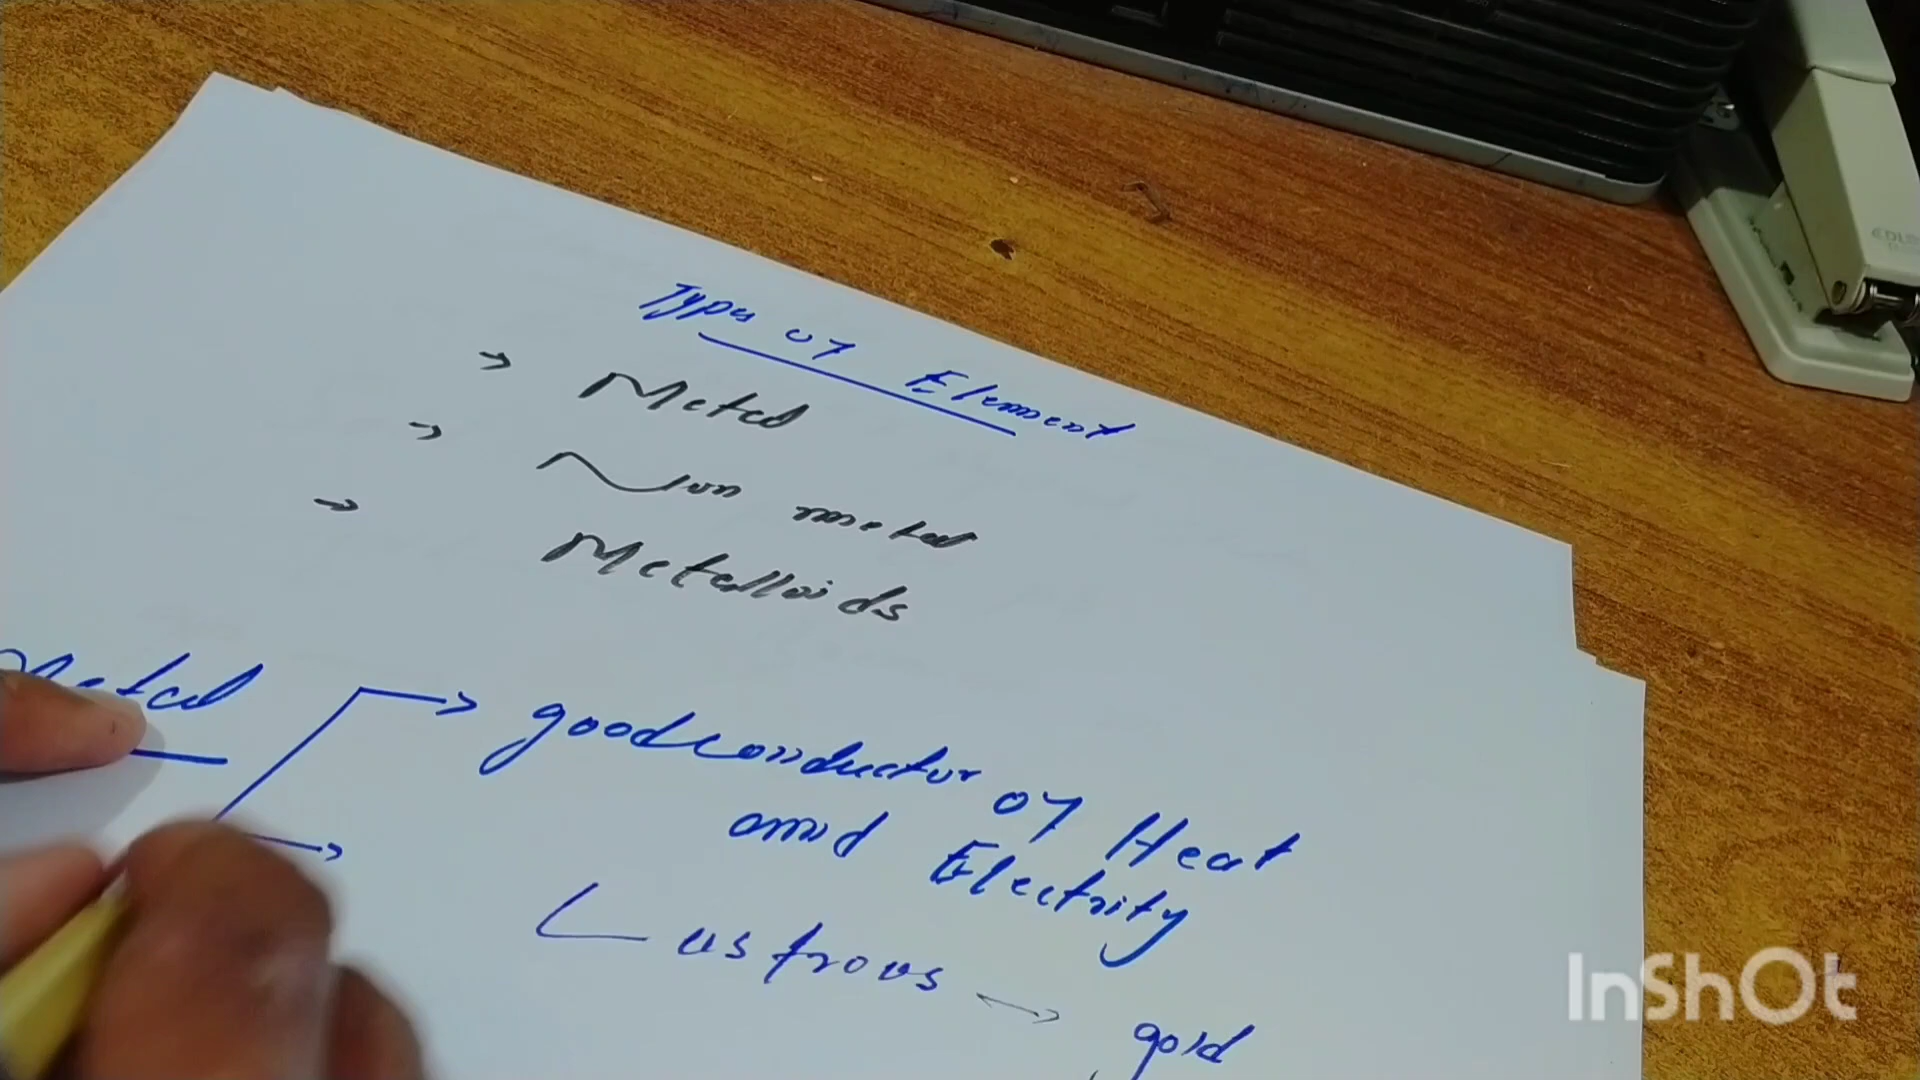 Types of Element
→ Metal
→ Non metal
→ Metalloids
Metal → good conductor of Heat
and Electrity
→ Lustrous → gold
InShOt